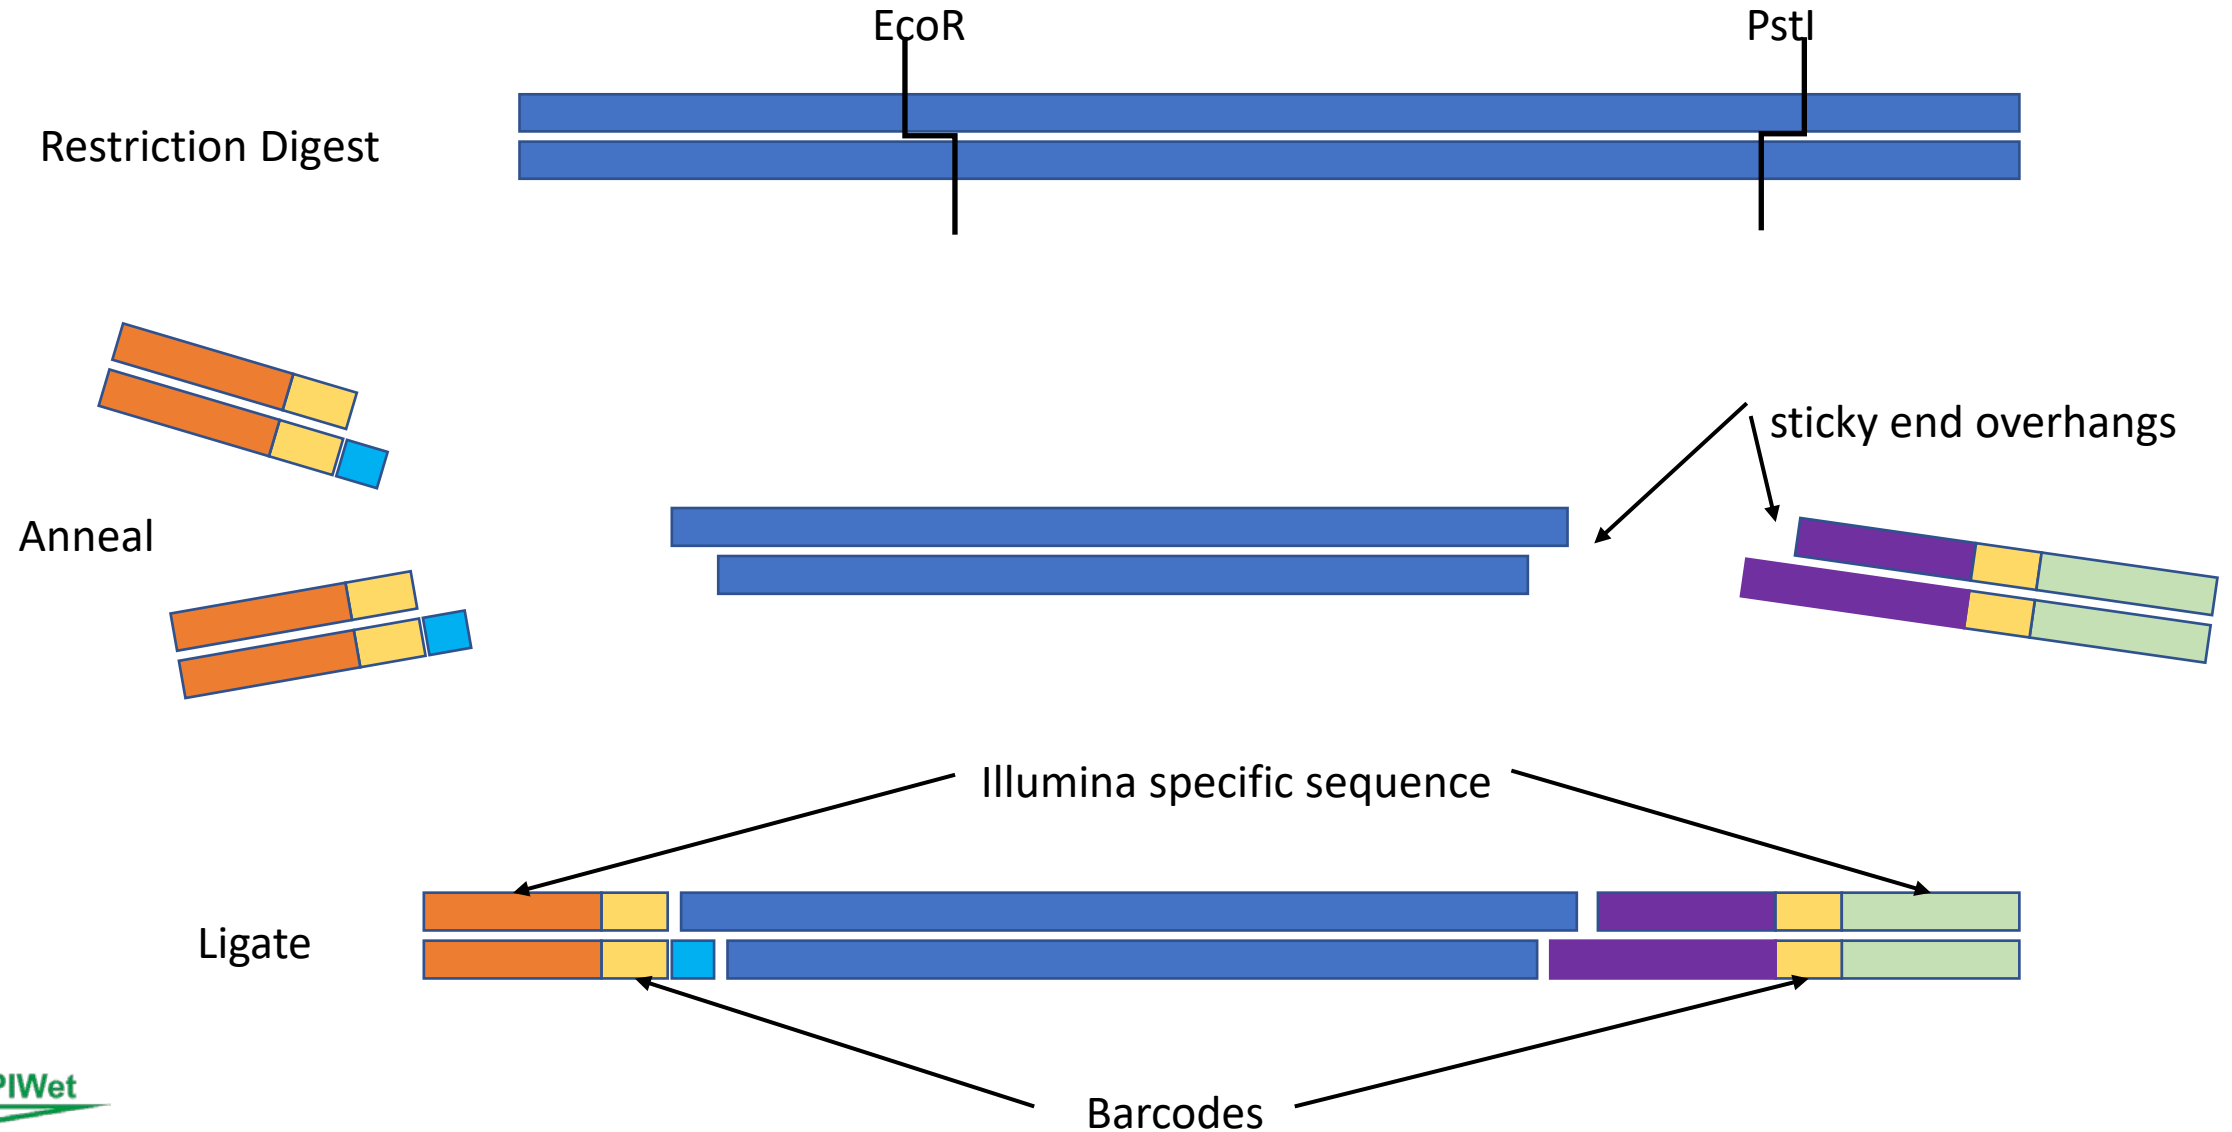 EcoR
PstI
Restriction Digest
sticky end overhangs
Anneal
Illumina specific sequence
Ligate
PIWet
Barcodes